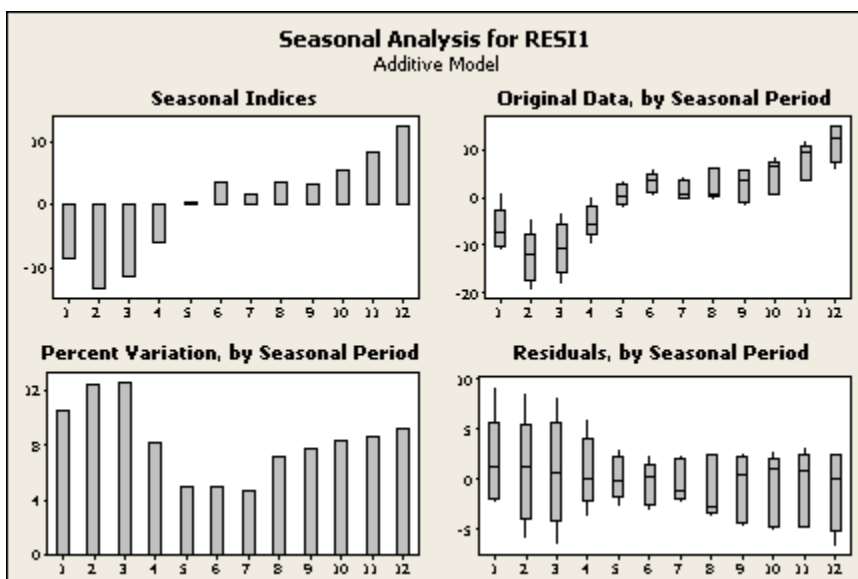 Seasonal Analysis for RESI1
Additive Model
Seasonal Indices
10
0
-10
1 2 3 4 5 6 7 8 9 10 11 12
Original Data, by Seasonal Period
10
0
-10
-20
1 2 3 4 5 6 7 8 9 10 11 12
Percent Variation, by Seasonal Period
12
8
4
0
1 2 3 4 5 6 7 8 9 10 11 12
Residuals, by Seasonal Period
10
5
0
-5
1 2 3 4 5 6 7 8 9 10 11 12